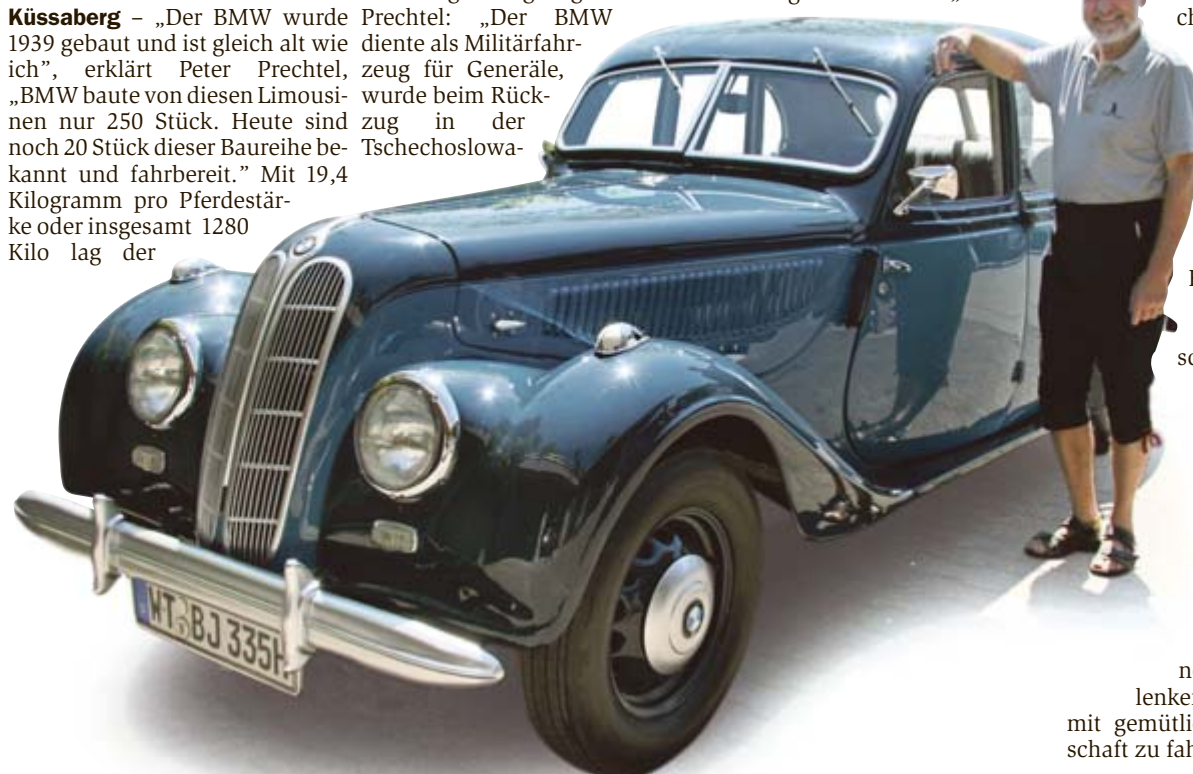 Küssaberg – „Der BMW wurde
1939 gebaut und ist gleich alt wie
ich”, erklärt Peter Prechtel,
„BMW baute von diesen Limousi-
nen nur 250 Stück. Heute sind
noch 20 Stück dieser Baureihe be-
kannt und fahrbereit.” Mit 19,4
Kilogramm pro Pferdestär-
ke oder insgesamt 1280
Kilo lag der
Prechtel: „Der BMW
diente als Militärfahr-
zeug für Generäle,
wurde beim Rück-
zug in der
Tschechoslowa-
WT BJ 335H
mit gemütli
schaft zu fah